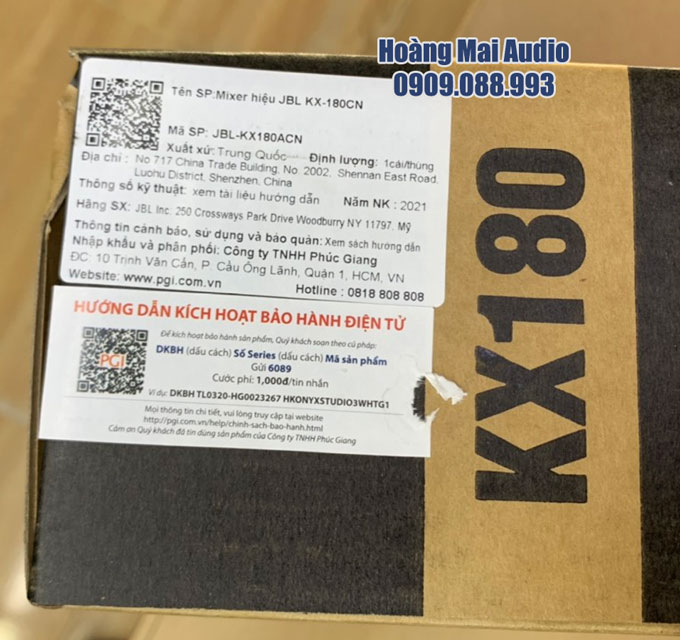 Hoàng Mai Audio
0909.088.993
Tên SP:Mixer hiệu JBL KX-180CN
Mã SP: JBL-KX180ACN
Xuất xứ: Trung Quốc Định lượng: 1cái/thùng
Địa chỉ : No 717 China Trade Building, No. 2002, Shennan East Road,
Luohu District, Shenzhen, China
Thông số kỹ thuật: xem tài liệu hướng dẫn Năm NK : 2021
Hãng SX: JBL Inc; 250 Crossways Park Drive Woodburry NY 11797, Mỹ
Thông tin cảnh báo, sử dụng và bảo quản: Xem sách hướng dẫn
Nhập khẩu và phân phối: Công ty TNHH Phúc Giang
ĐC: 10 Trịnh Văn Cấn, P. Cầu Ông Lãnh, Quận 1, HCM, VN
Website: www.pgi.com.vn Hotline : 0818 808 808
HƯỚNG DẪN KÍCH HOẠT BẢO HÀNH ĐIỆN TỬ
Để kích hoạt bảo hành sản phẩm, Quý khách soạn theo cú pháp:
DKBH (dấu cách) Số Series (dấu cách) Mã sản phẩm
Gửi 6089
Cước phí: 1,000đ/tin nhắn
Ví dụ: DKBH TL0320-HG0023267 HKONYXSTUDIO3WHTG1
Mọi thông tin chi tiết, vui lòng truy cập tại website
http://pgi.com.vn/help/chinh-sach-bao-hanh.html
Cảm ơn Quý khách đã tin dùng sản phẩm của Công ty TNHH Phúc Giang
PGI
KX180